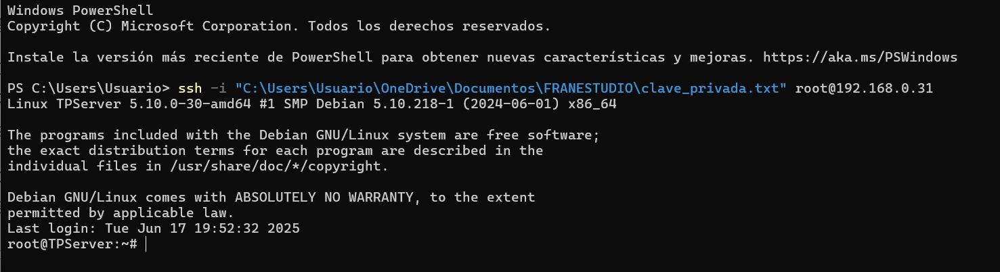 Windows PowerShell
Copyright (C) Microsoft Corporation. Todos los derechos reservados.
Instale la versión más reciente de PowerShell para obtener nuevas características y mejoras. https://aka.ms/PSWindows
PS C:\Users\Usuario> ssh -i "C:\Users\Usuario\OneDrive\Documentos\FRANESTUDIO\clave_privada.txt" root@192.168.0.31
Linux TPServer 5.10.0-30-amd64 #1 SMP Debian 5.10.218-1 (2024-06-01) x86_64
The programs included with the Debian GNU/Linux system are free software;
the exact distribution terms for each program are described in the
individual files in /usr/share/doc/*/copyright.
Debian GNU/Linux comes with ABSOLUTELY NO WARRANTY, to the extent
permitted by applicable law.
Last login: Tue Jun 17 19:52:32 2025
root@TPServer:~#